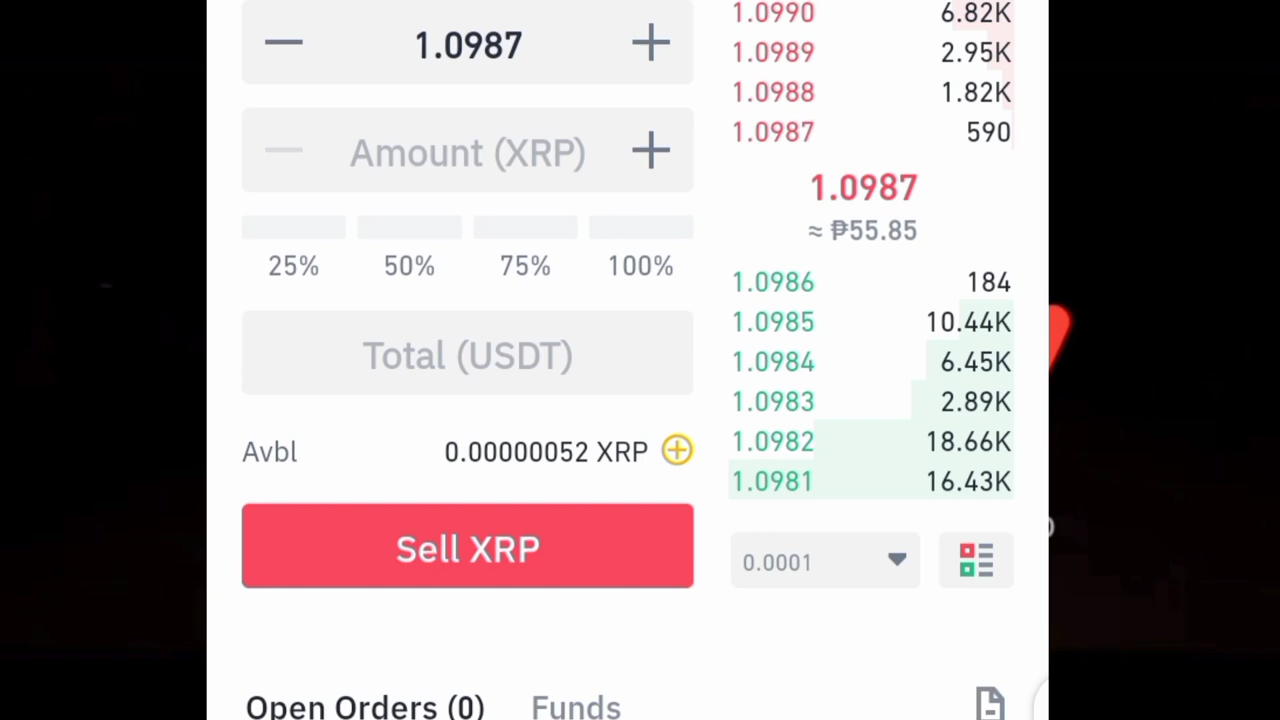 1.0987
Amount (XRP)
25% 50% 75% 100%
Total (USDT)
Avbl 0.00000052 XRP
Sell XRP
1.0990 6.82K
1.0989 2.95K
1.0988 1.82K
1.0987 590
1.0987
≈ ₱55.85
1.0986 184
1.0985 10.44K
1.0984 6.45K
1.0983 2.89K
1.0982 18.66K
1.0981 16.43K
0.0001
Open Orders (0) Funds